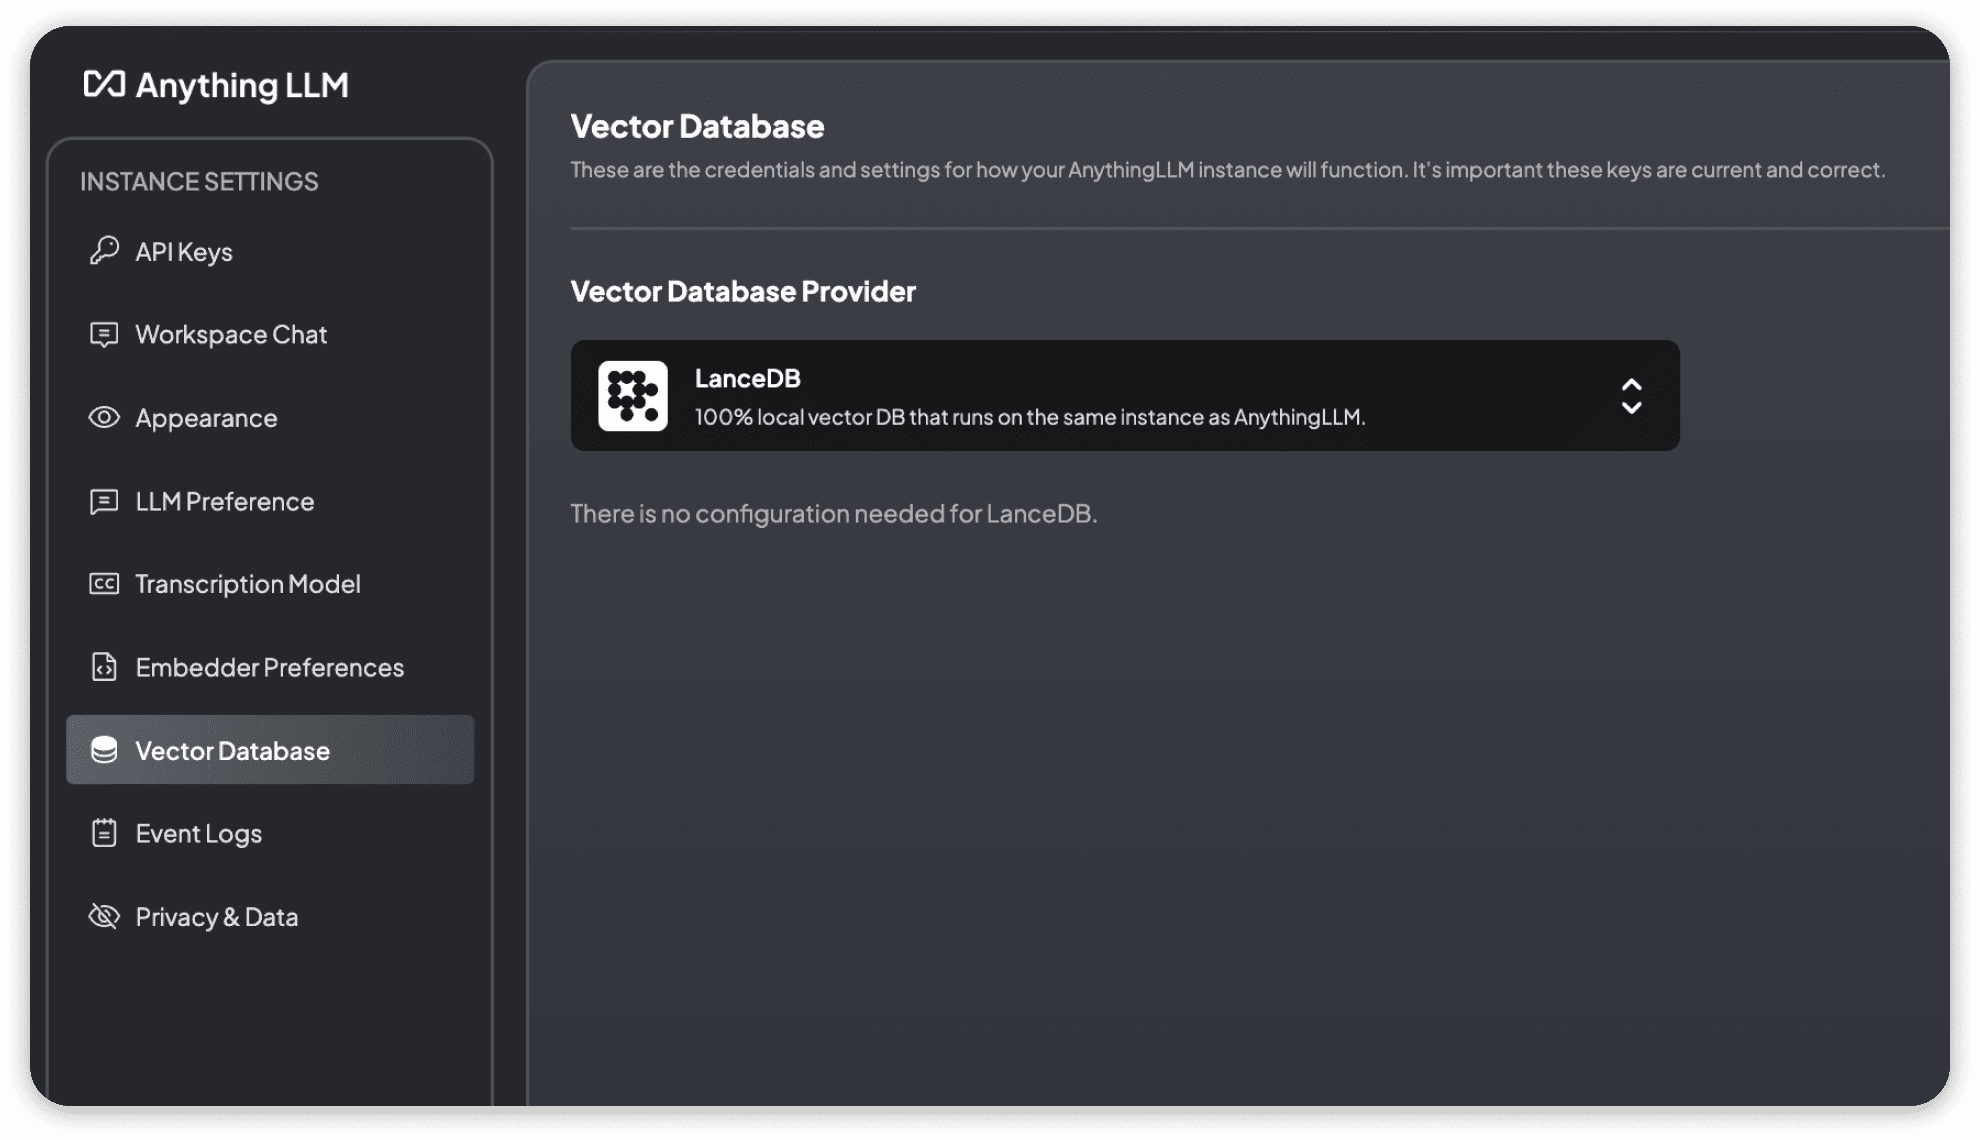 Anything LLM
INSTANCE SETTINGS
API Keys
Workspace Chat
Appearance
LLM Preference
Transcription Model
Embedder Preferences
Vector Database
Event Logs
Privacy & Data
Vector Database
These are the credentials and settings for how your AnythingLLM instance will function. It's important these keys are current and correct.
Vector Database Provider
LanceDB
100% local vector DB that runs on the same instance as AnythingLLM.
There is no configuration needed for LanceDB.